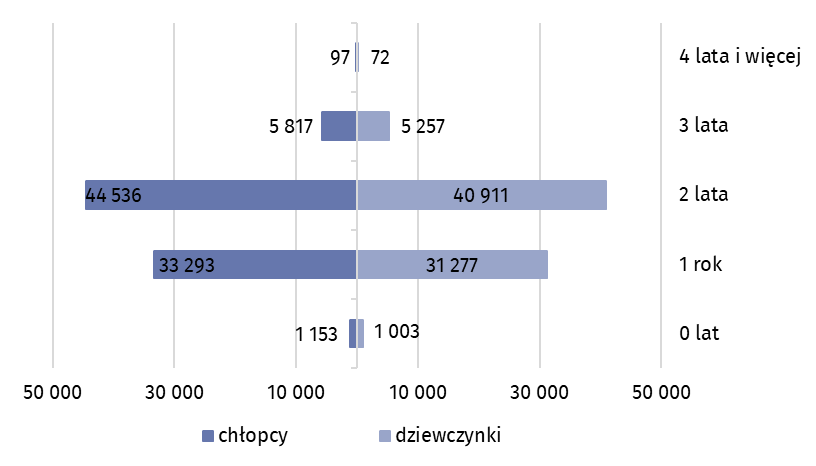 97 72 4 lata i więcej
5 817 5 257 3 lata
44 536 40 911 2 lata
33 293 31 277 1 rok
1 153 1 003 0 lat
50 000 30 000 10 000 10 000 30 000 50 000
chłopcy dziewczynki